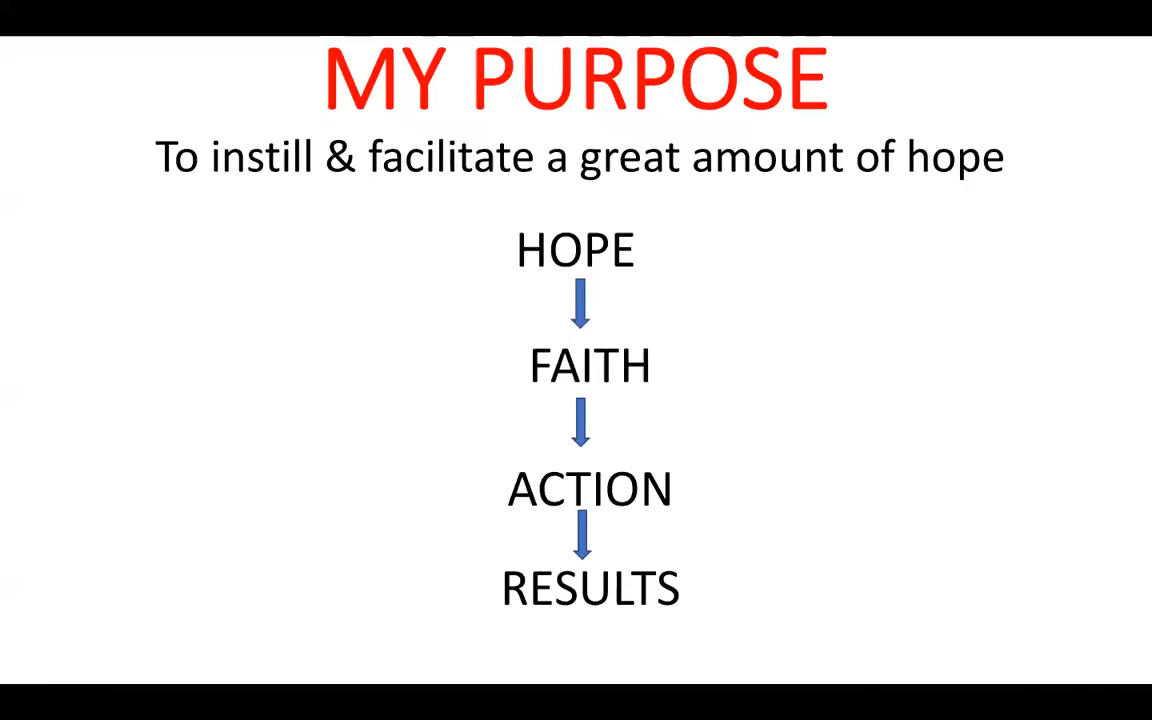 MY PURPOSE
To instill & facilitate a great amount of hope
HOPE
FAITH
ACTION
RESULTS